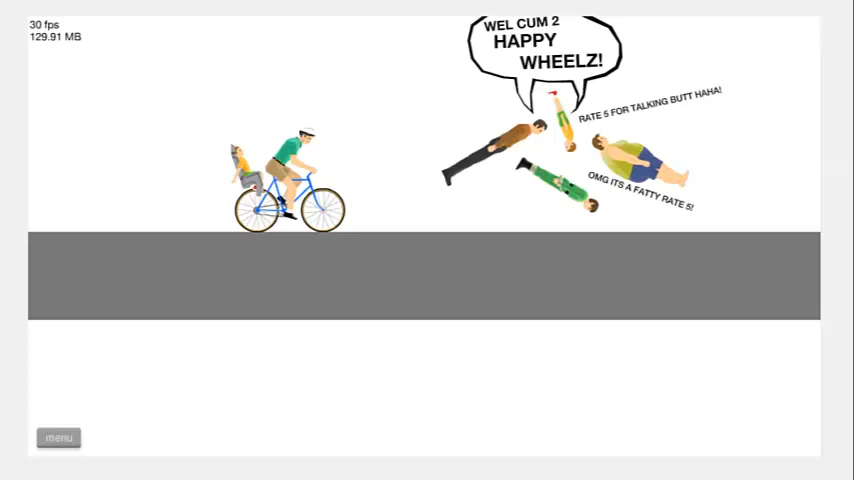 30 fps
129.91 MB
WEL CUM 2
HAPPY
WHEELZ!
RATE 5 FOR TALKING BUTT HAHA!
OMG ITS A FATTY RATE 5!
menu